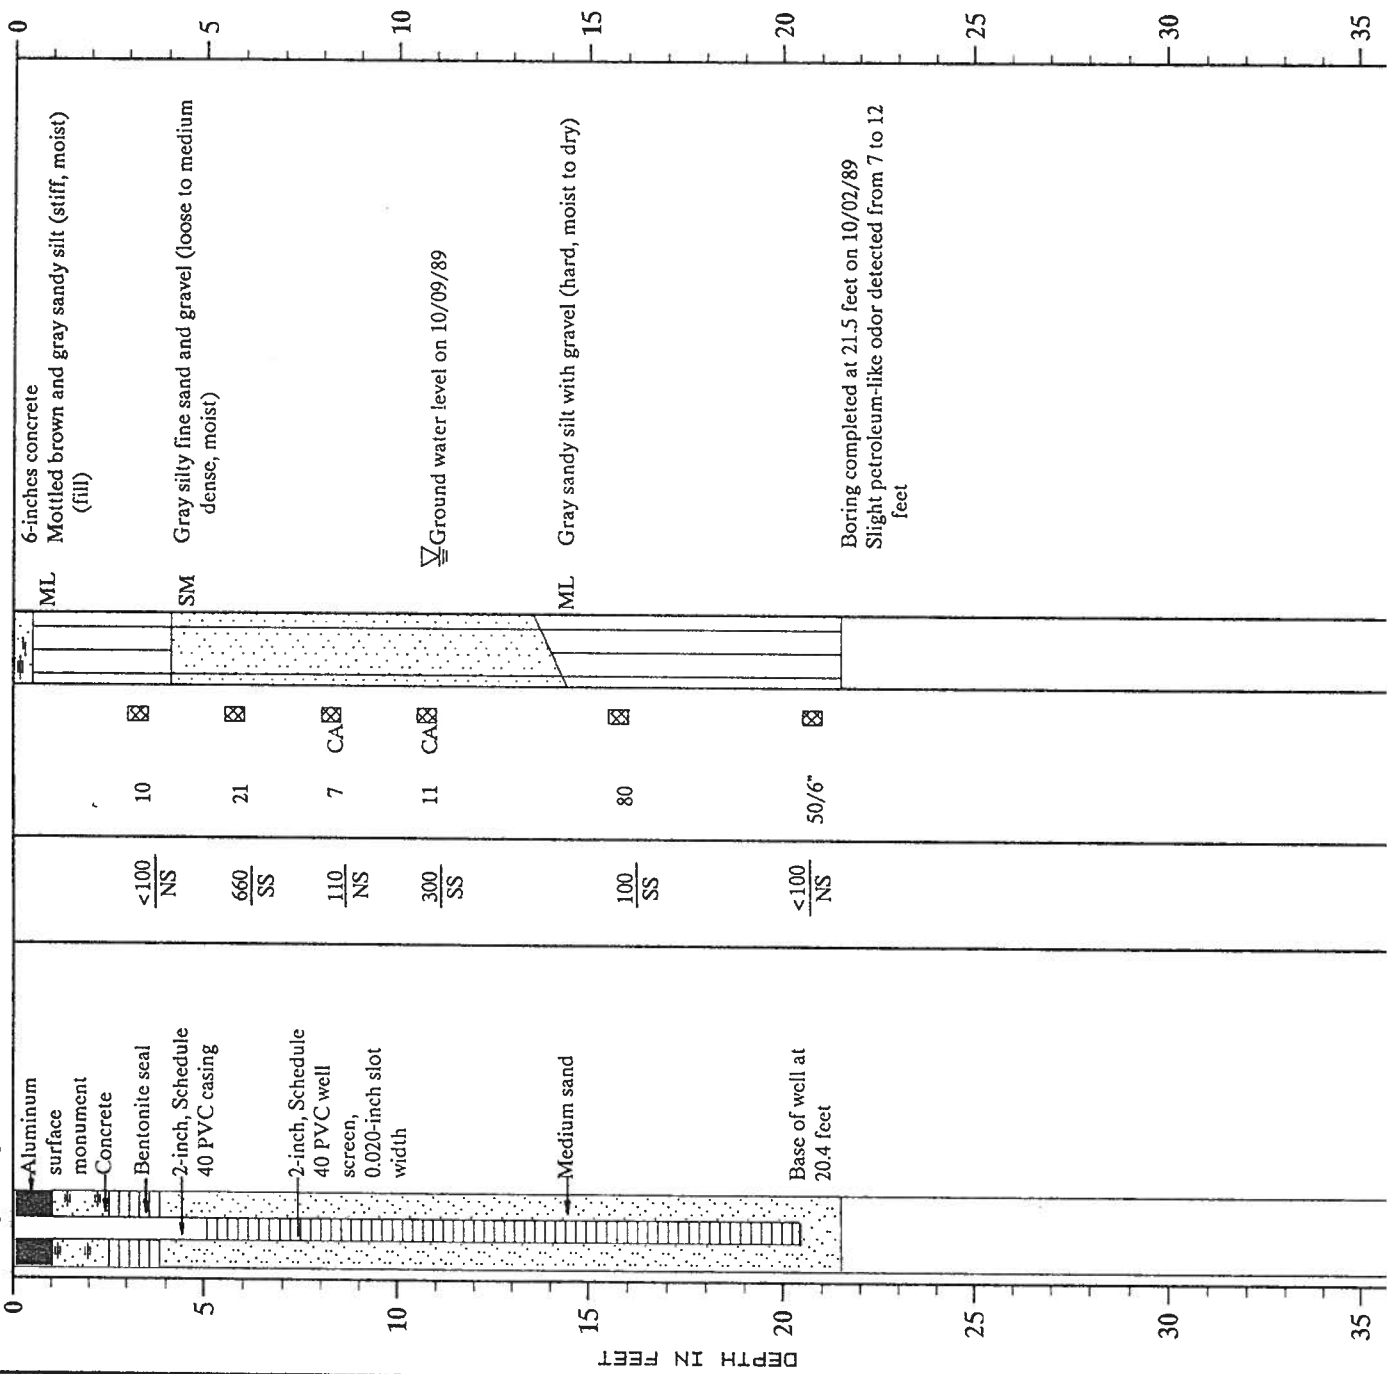 DEPTH IN FEET
0
5
10
15
20
25
30
35
Aluminum
surface
monument
Concrete
Bentonite seal
2-inch, Schedule
40 PVC casing
2-inch, Schedule
40 PVC well
screen,
0.020-inch slot
width
Medium sand
Base of well at
20.4 feet
<100
NS
660
SS
110
NS
300
SS
100
SS
<100
NS
10
21
7 CA
11 CA
80
50/6"
6-inches concrete
ML Mottled brown and gray sandy silt (stiff, moist)
(fill)
SM Gray silty fine sand and gravel (loose to medium
dense, moist)
Ground water level on 10/09/89
ML Gray sandy silt with gravel (hard, moist to dry)
Boring completed at 21.5 feet on 10/02/89
Slight petroleum-like odor detected from 7 to 12
feet
0
5
10
15
20
25
30
35